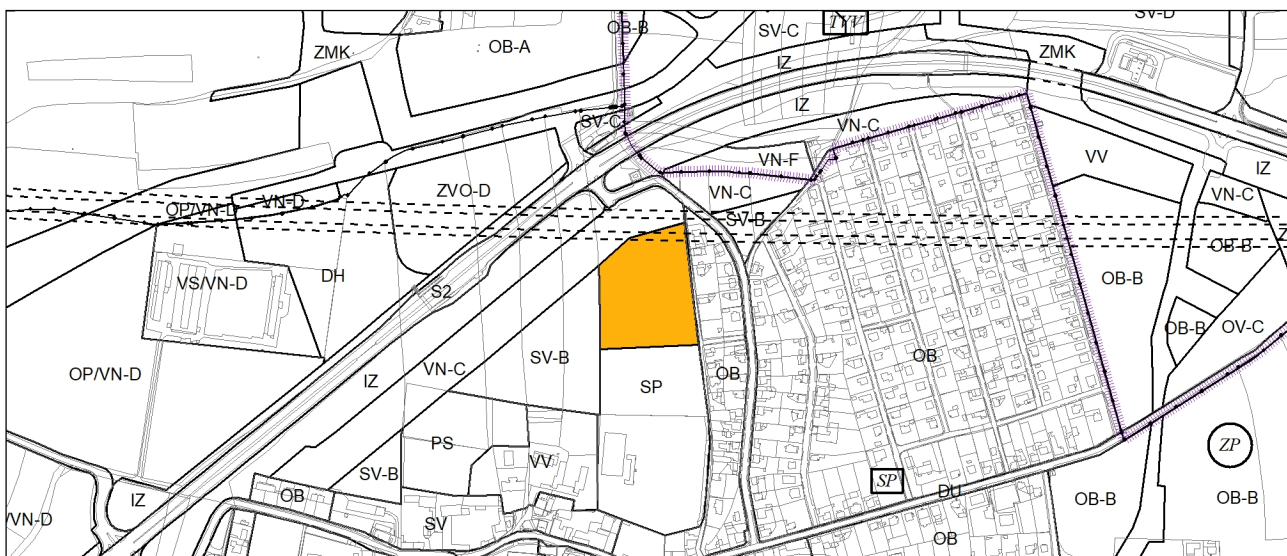 OB-B
SV-C
TVV
SV-D
ZMK
OB-A
ZMK
IZ
IZ
SV-C
VN-C
VN-F
VV
IZ
ZVO-D
VN-D
OP/VN-D
VN-C
VN-C
SV-B
OB-B
VS/VN-D
DH
S2
OB-B
OB-B
OV-C
SV-B
OB
OB
OP/VN-D
IZ
VN-C
SP
PS
VV
ZP
SV-B
SP
OB
IZ
DU
OB-B
OB-B
/VN-D
SV
OB